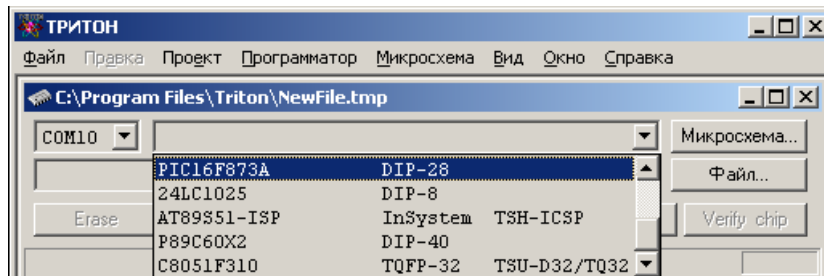 ТРИТОН
Файл Правка Проект Программатор Микросхема Вид Окно Справка
C:\Program Files\Triton\NewFile.tmp
COM10 Микросхема...
PIC16F873A DIP-28
Файл...
24LC1025 DIP-8
Erase AT89S51-ISP InSystem TSH-ICSP Verify chip
P89C60X2 DIP-40
C8051F310 TQFP-32 TSU-D32/TQ32